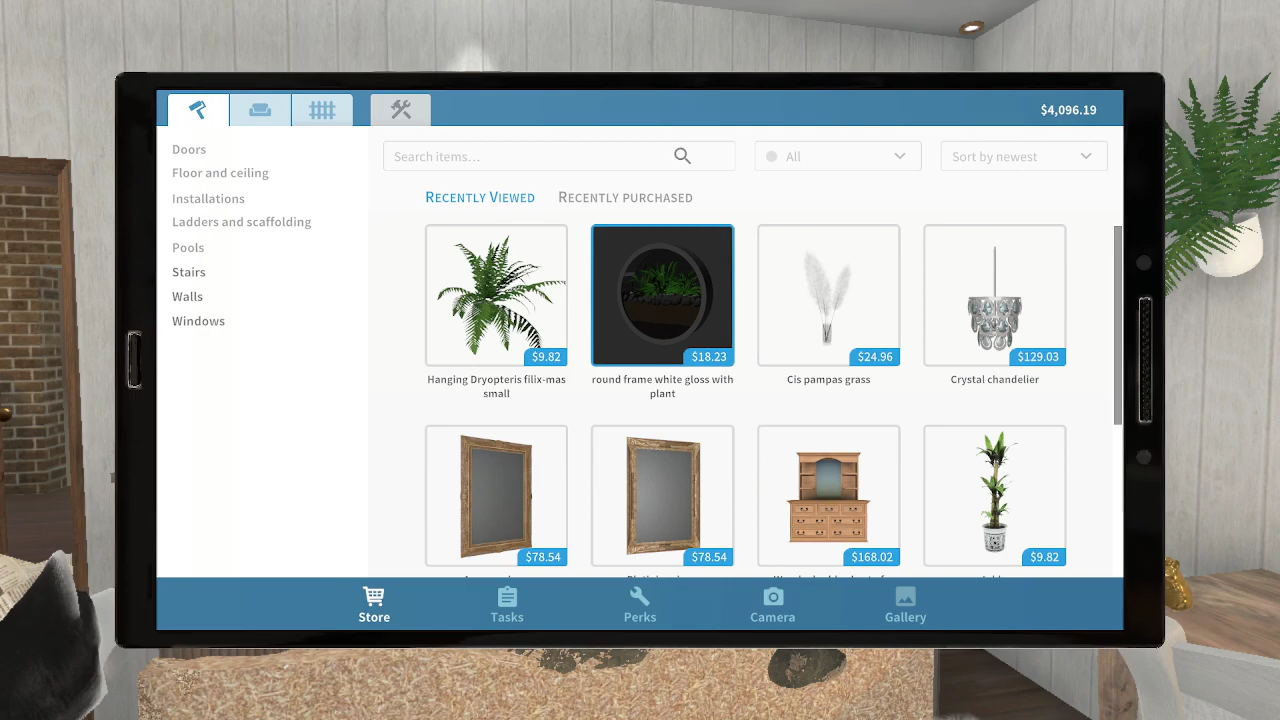 $4,096.19
Doors
Floor and ceiling
Installations
Ladders and scaffolding
Pools
Stairs
Walls
Windows
Search items...
All
Sort by newest
Recently Viewed
Recently purchased
$9.82
$18.23
$24.96
$129.03
Hanging Dryopteris filix-mas
small
round frame white gloss with
plant
Cis pampas grass
Crystal chandelier
$78.54
$78.54
$168.02
$9.82
Store
Tasks
Perks
Camera
Gallery